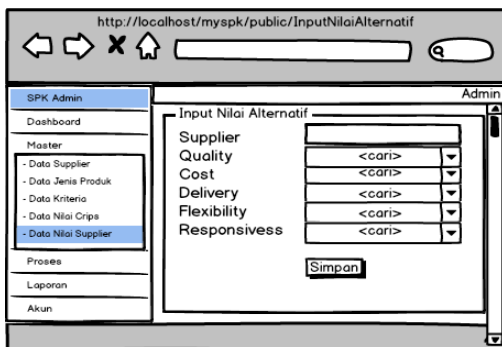 http://localhost/myspk/public/InputNilaiAlternatif
SPK Admin
Dashboard
Master
- Data Supplier
- Data Jenis Produk
- Data Kriteria
- Data Nilai Crips
- Data Nilai Supplier
Proses
Laporan
Akun
Admin
Input Nilai Alternatif
Supplier
Quality <cari>
Cost <cari>
Delivery <cari>
Flexibility <cari>
Responsivess <cari>
Simpan